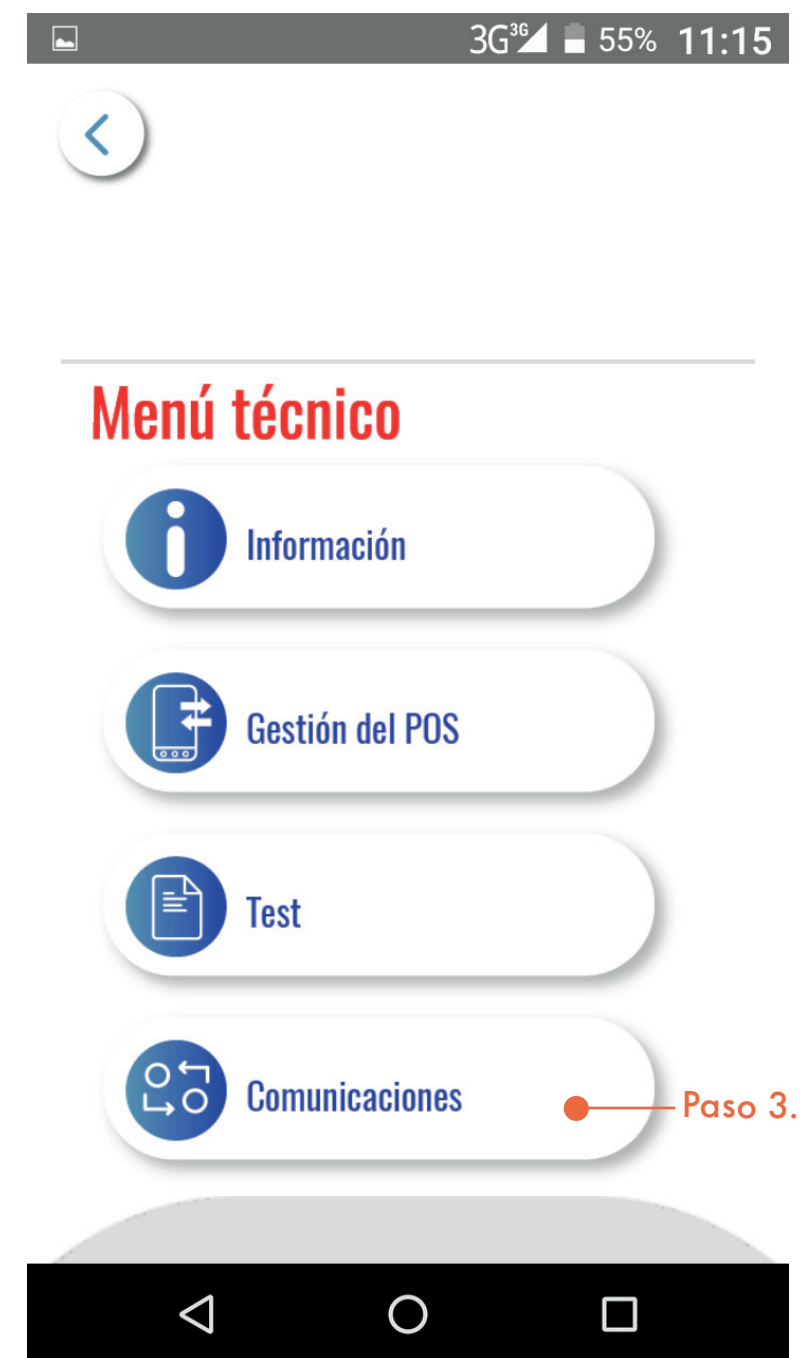 3G 3G 55% 11:15
Menú técnico
Información
Gestión del POS
Test
Comunicaciones
Paso 3.